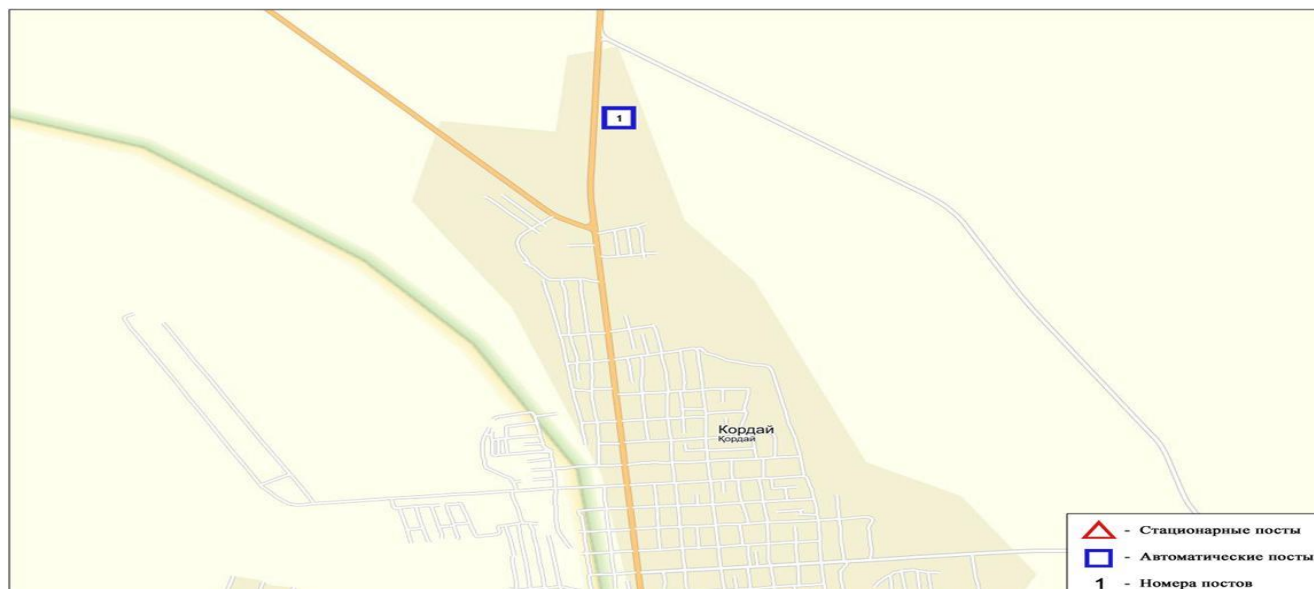 1
Кордай
Қордай
- Стационарные посты
- Автоматические посты
1 - Номера постов